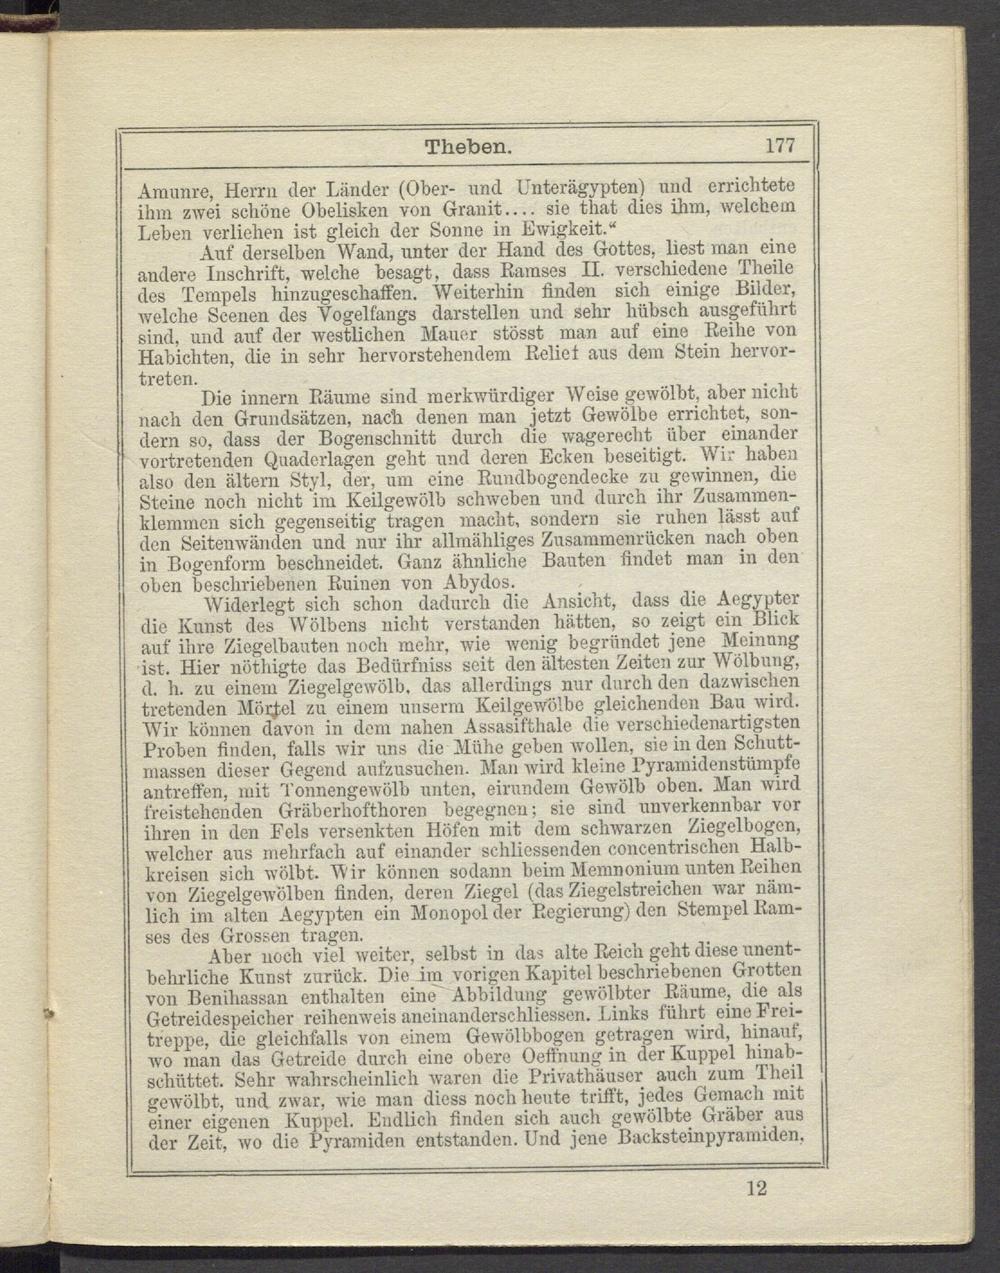 Theben. 177
Amunre, Herrn der Länder (Ober- und Unterägypten) und errichtete
ihm zwei schöne Obelisken von Granit.... sie that dies ihm, welchem
Leben verliehen ist gleich der Sonne in Ewigkeit.“
Auf derselben Wand, unter der Hand des Gottes, liest man eine
andere Inschrift, welche besagt, dass Ramses II. verschiedene Theile
des Tempels hinzugeschaffen. Weiterhin finden sich einige Bilder,
welche Scenen des Vogelfangs darstellen und sehr hübsch ausgeführt
sind, und auf der westlichen Mauer stösst man auf eine Reihe von
Habichten, die in sehr hervorstehendem Relief aus dem Stein hervor-
treten.
Die innern Räume sind merkwürdiger Weise gewölbt, aber nicht
nach den Grundsätzen, nach denen man jetzt Gewölbe errichtet, son-
dern so, dass der Bogenschnitt durch die wagerecht über einander
vortretenden Quaderlagen geht und deren Ecken beseitigt. Wir haben
also den ältern Styl, der, um eine Rundbogendecke zu gewinnen, die
Steine noch nicht im Keilgewölb schweben und durch ihr Zusammen-
klemmen sich gegenseitig tragen macht, sondern sie ruhen lässt auf
den Seitenwänden und nur ihr allmähliges Zusammenrücken nach oben
in Bogenform beschneidet. Ganz ähnliche Bauten findet man in den
oben beschriebenen Ruinen von Abydos.
Widerlegt sich schon dadurch die Ansicht, dass die Aegypter
die Kunst des Wölbens nicht verstanden hätten, so zeigt ein Blick
auf ihre Ziegelbauten noch mehr, wie wenig begründet jene Meinung
ist. Hier nöthigte das Bedürfniss seit den ältesten Zeiten zur Wölbung,
d. h. zu einem Ziegelgewölb, das allerdings nur durch den dazwischen
tretenden Mörtel zu einem unserm Keilgewölbe gleichenden Bau wird.
Wir können davon in dem nahen Assasifthale die verschiedenartigsten
Proben finden, falls wir uns die Mühe geben wollen, sie in den Schutt-
massen dieser Gegend aufzusuchen. Man wird kleine Pyramidenstümpfe
antreffen, mit Tonnengewölb unten, eirundem Gewölb oben. Man wird
freistehenden Gräberhofthoren begegnen; sie sind unverkennbar vor
ihren in den Fels versenkten Höfen mit dem schwarzen Ziegelbogen,
welcher aus mehrfach auf einander schliessenden concentrischen Halb-
kreisen sich wölbt. Wir können sodann beim Memnonium unten Reihen
von Ziegelgewölben finden, deren Ziegel (das Ziegelstreichen war näm-
lich im alten Aegypten ein Monopol der Regierung) den Stempel Ram-
ses des Grossen tragen.
Aber noch viel weiter, selbst in das alte Reich geht diese unent-
behrliche Kunst zurück. Die im vorigen Kapitel beschriebenen Grotten
von Benihassan enthalten eine Abbildung gewölbter Räume, die als
Getreidespeicher reihenweis aneinanderschliessen. Links führt eine Frei-
treppe, die gleichfalls von einem Gewölbbogen getragen wird, hinauf,
wo man das Getreide durch eine obere Oeffnung in der Kuppel hinab-
schüttet. Sehr wahrscheinlich waren die Privathäuser auch zum Theil
gewölbt, und zwar, wie man diess noch heute trifft, jedes Gemach mit
einer eigenen Kuppel. Endlich finden sich auch gewölbte Gräber aus
der Zeit, wo die Pyramiden entstanden. Und jene Backsteinpyramiden,
12